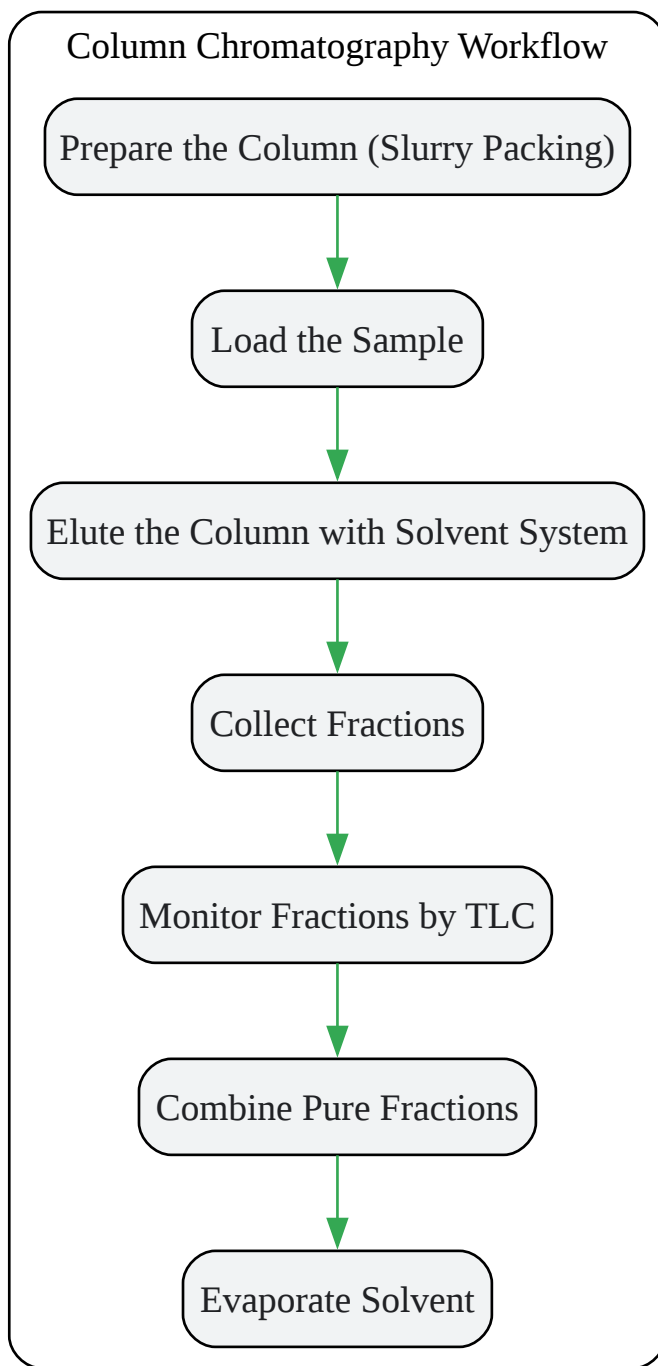 Column Chromatography Workflow
Prepare the Column (Slurry Packing)
Load the Sample
Elute the Column with Solvent System
Collect Fractions
Monitor Fractions by TLC
Combine Pure Fractions
Evaporate Solvent